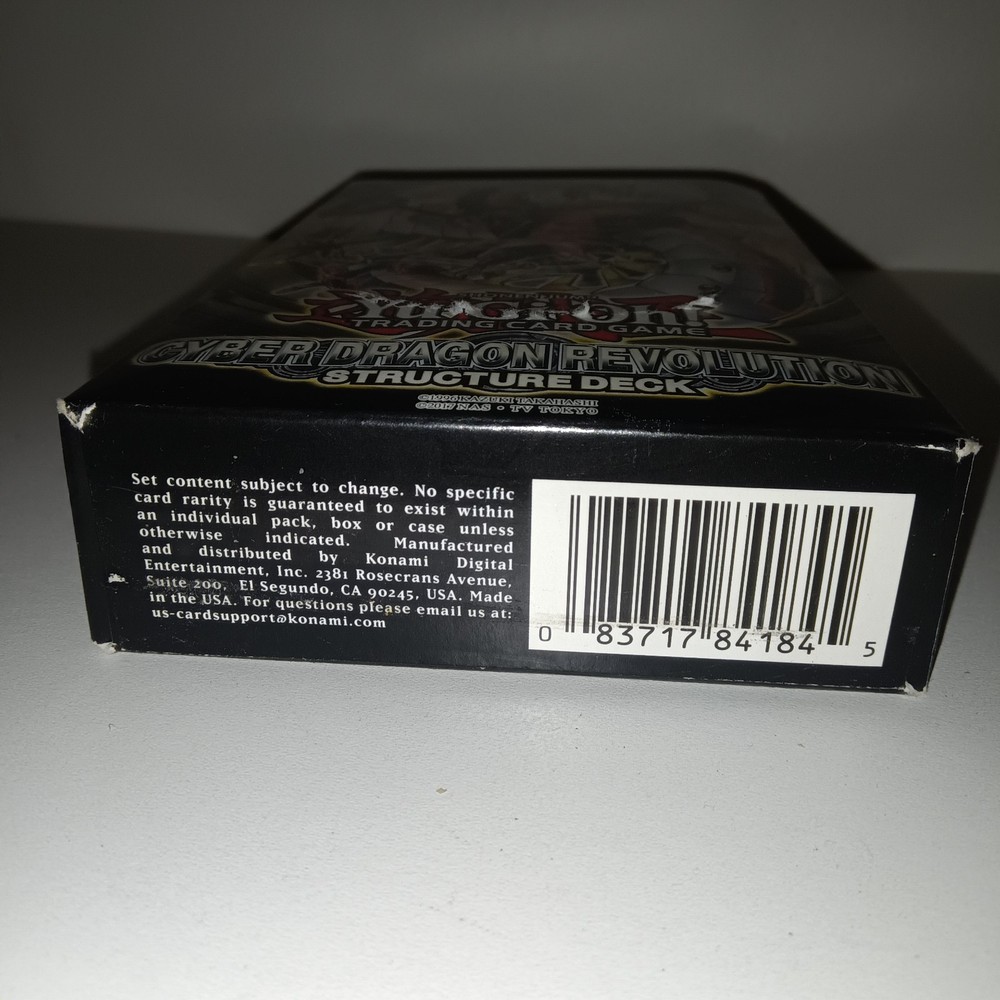 Yu-Gi-Oh!
TRADING CARD GAME
CYBER DRAGON REVOLUTION
STRUCTURE DECK
©1996 KAZUKI TAKAHASHI
©2017 NAS • TV TOKYO
Set content subject to change. No specific
card rarity is guaranteed to exist within
an individual pack, box or case unless
otherwise indicated. Manufactured
and distributed by Konami Digital
Entertainment, Inc. 2381 Rosecrans Avenue,
Suite 200, El Segundo, CA 90245, USA. Made
in the USA. For questions please email us at:
us-cardsupport@konami.com
0 83717 84184 5